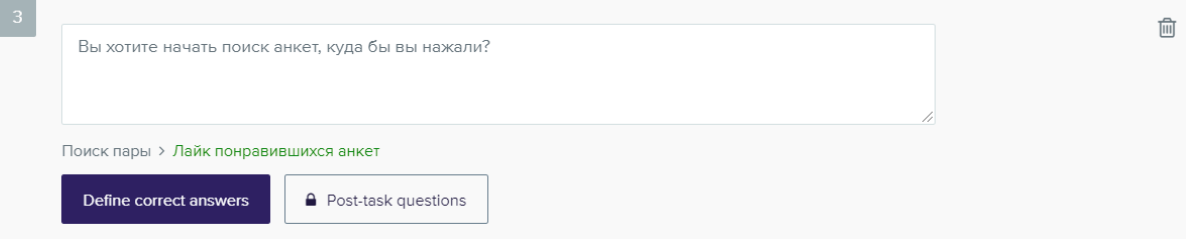 3
Вы хотите начать поиск анкет, куда бы вы нажали?
Поиск пары > Лайк понравившихся анкет
Define correct answers
Post-task questions